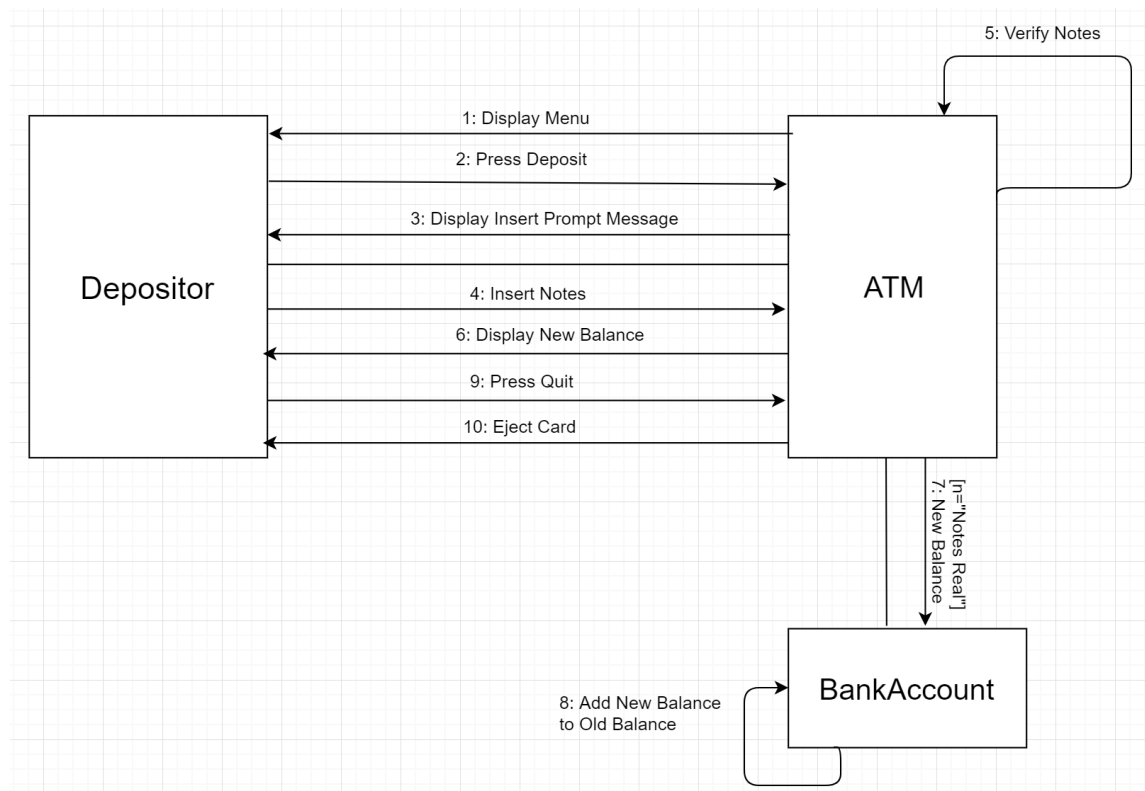 5: Verify Notes
1: Display Menu
2: Press Deposit
3: Display Insert Prompt Message
Depositor
ATM
4: Insert Notes
6: Display New Balance
9: Press Quit
10: Eject Card
[n="Notes Real"]
7: New Balance
BankAccount
8: Add New Balance
to Old Balance